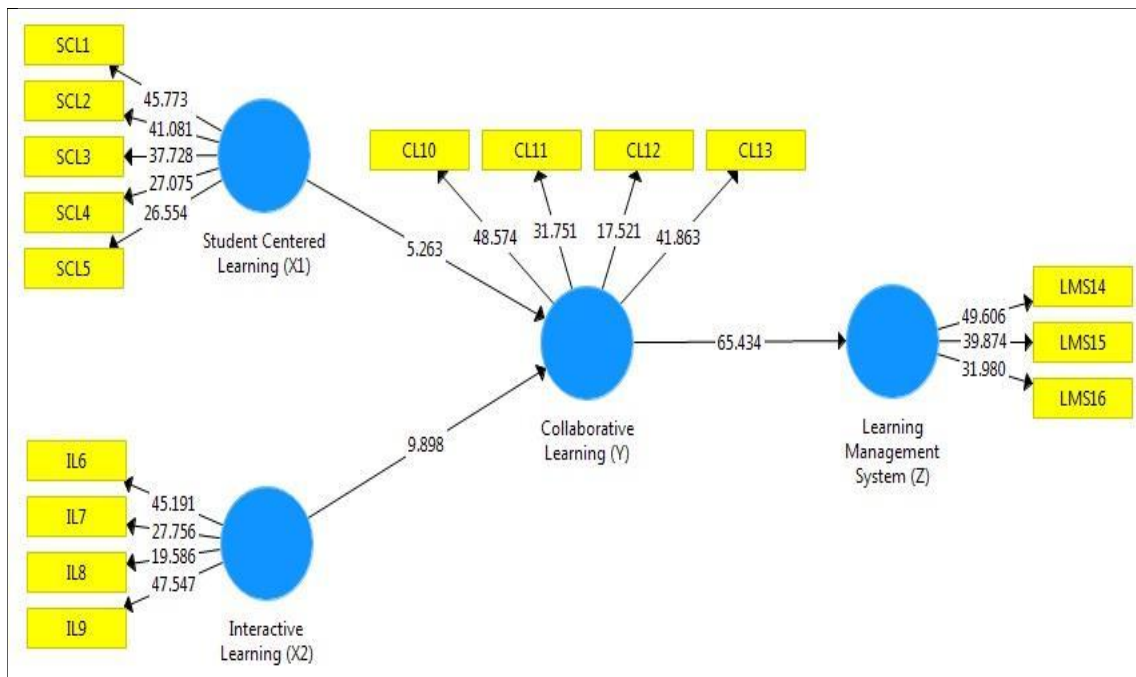 SCL1
SCL2
SCL3
SCL4
SCL5
45.773
41.081
37.728
27.075
26.554
Student Centered
Learning (X1)
CL10
CL11
CL12
CL13
48.574
31.751
17.521
41.863
5.263
9.898
Collaborative
Learning (Y)
65.434
Learning
Management
System (Z)
49.606
39.874
31.980
LMS14
LMS15
LMS16
IL6
IL7
IL8
IL9
45.191
27.756
19.586
47.547
Interactive
Learning (X2)